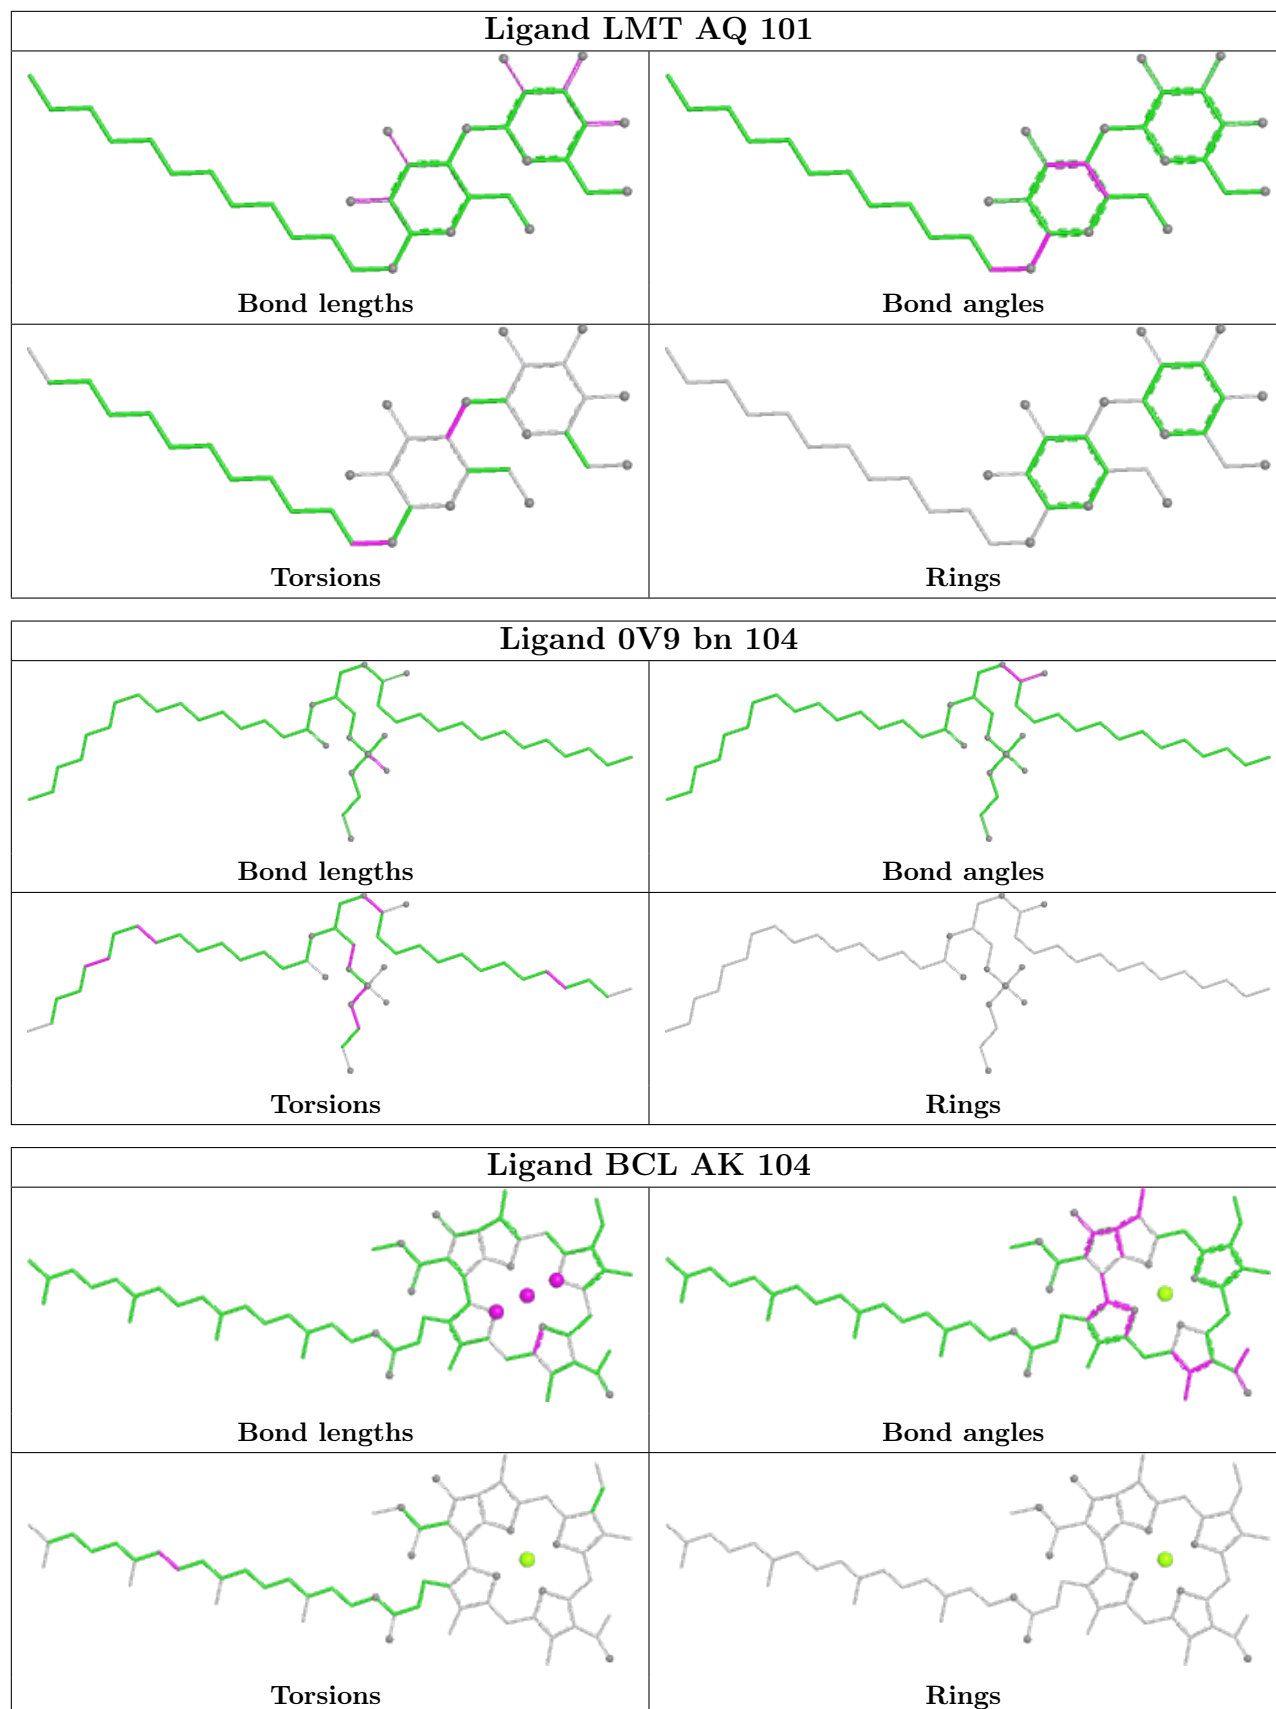 Ligand LMT AQ 101
Bond lengths
Bond angles
Torsions
Rings
Ligand 0V9 bn 104
Bond lengths
Bond angles
Torsions
Rings
Ligand BCL AK 104
Bond lengths
Bond angles
Torsions
Rings